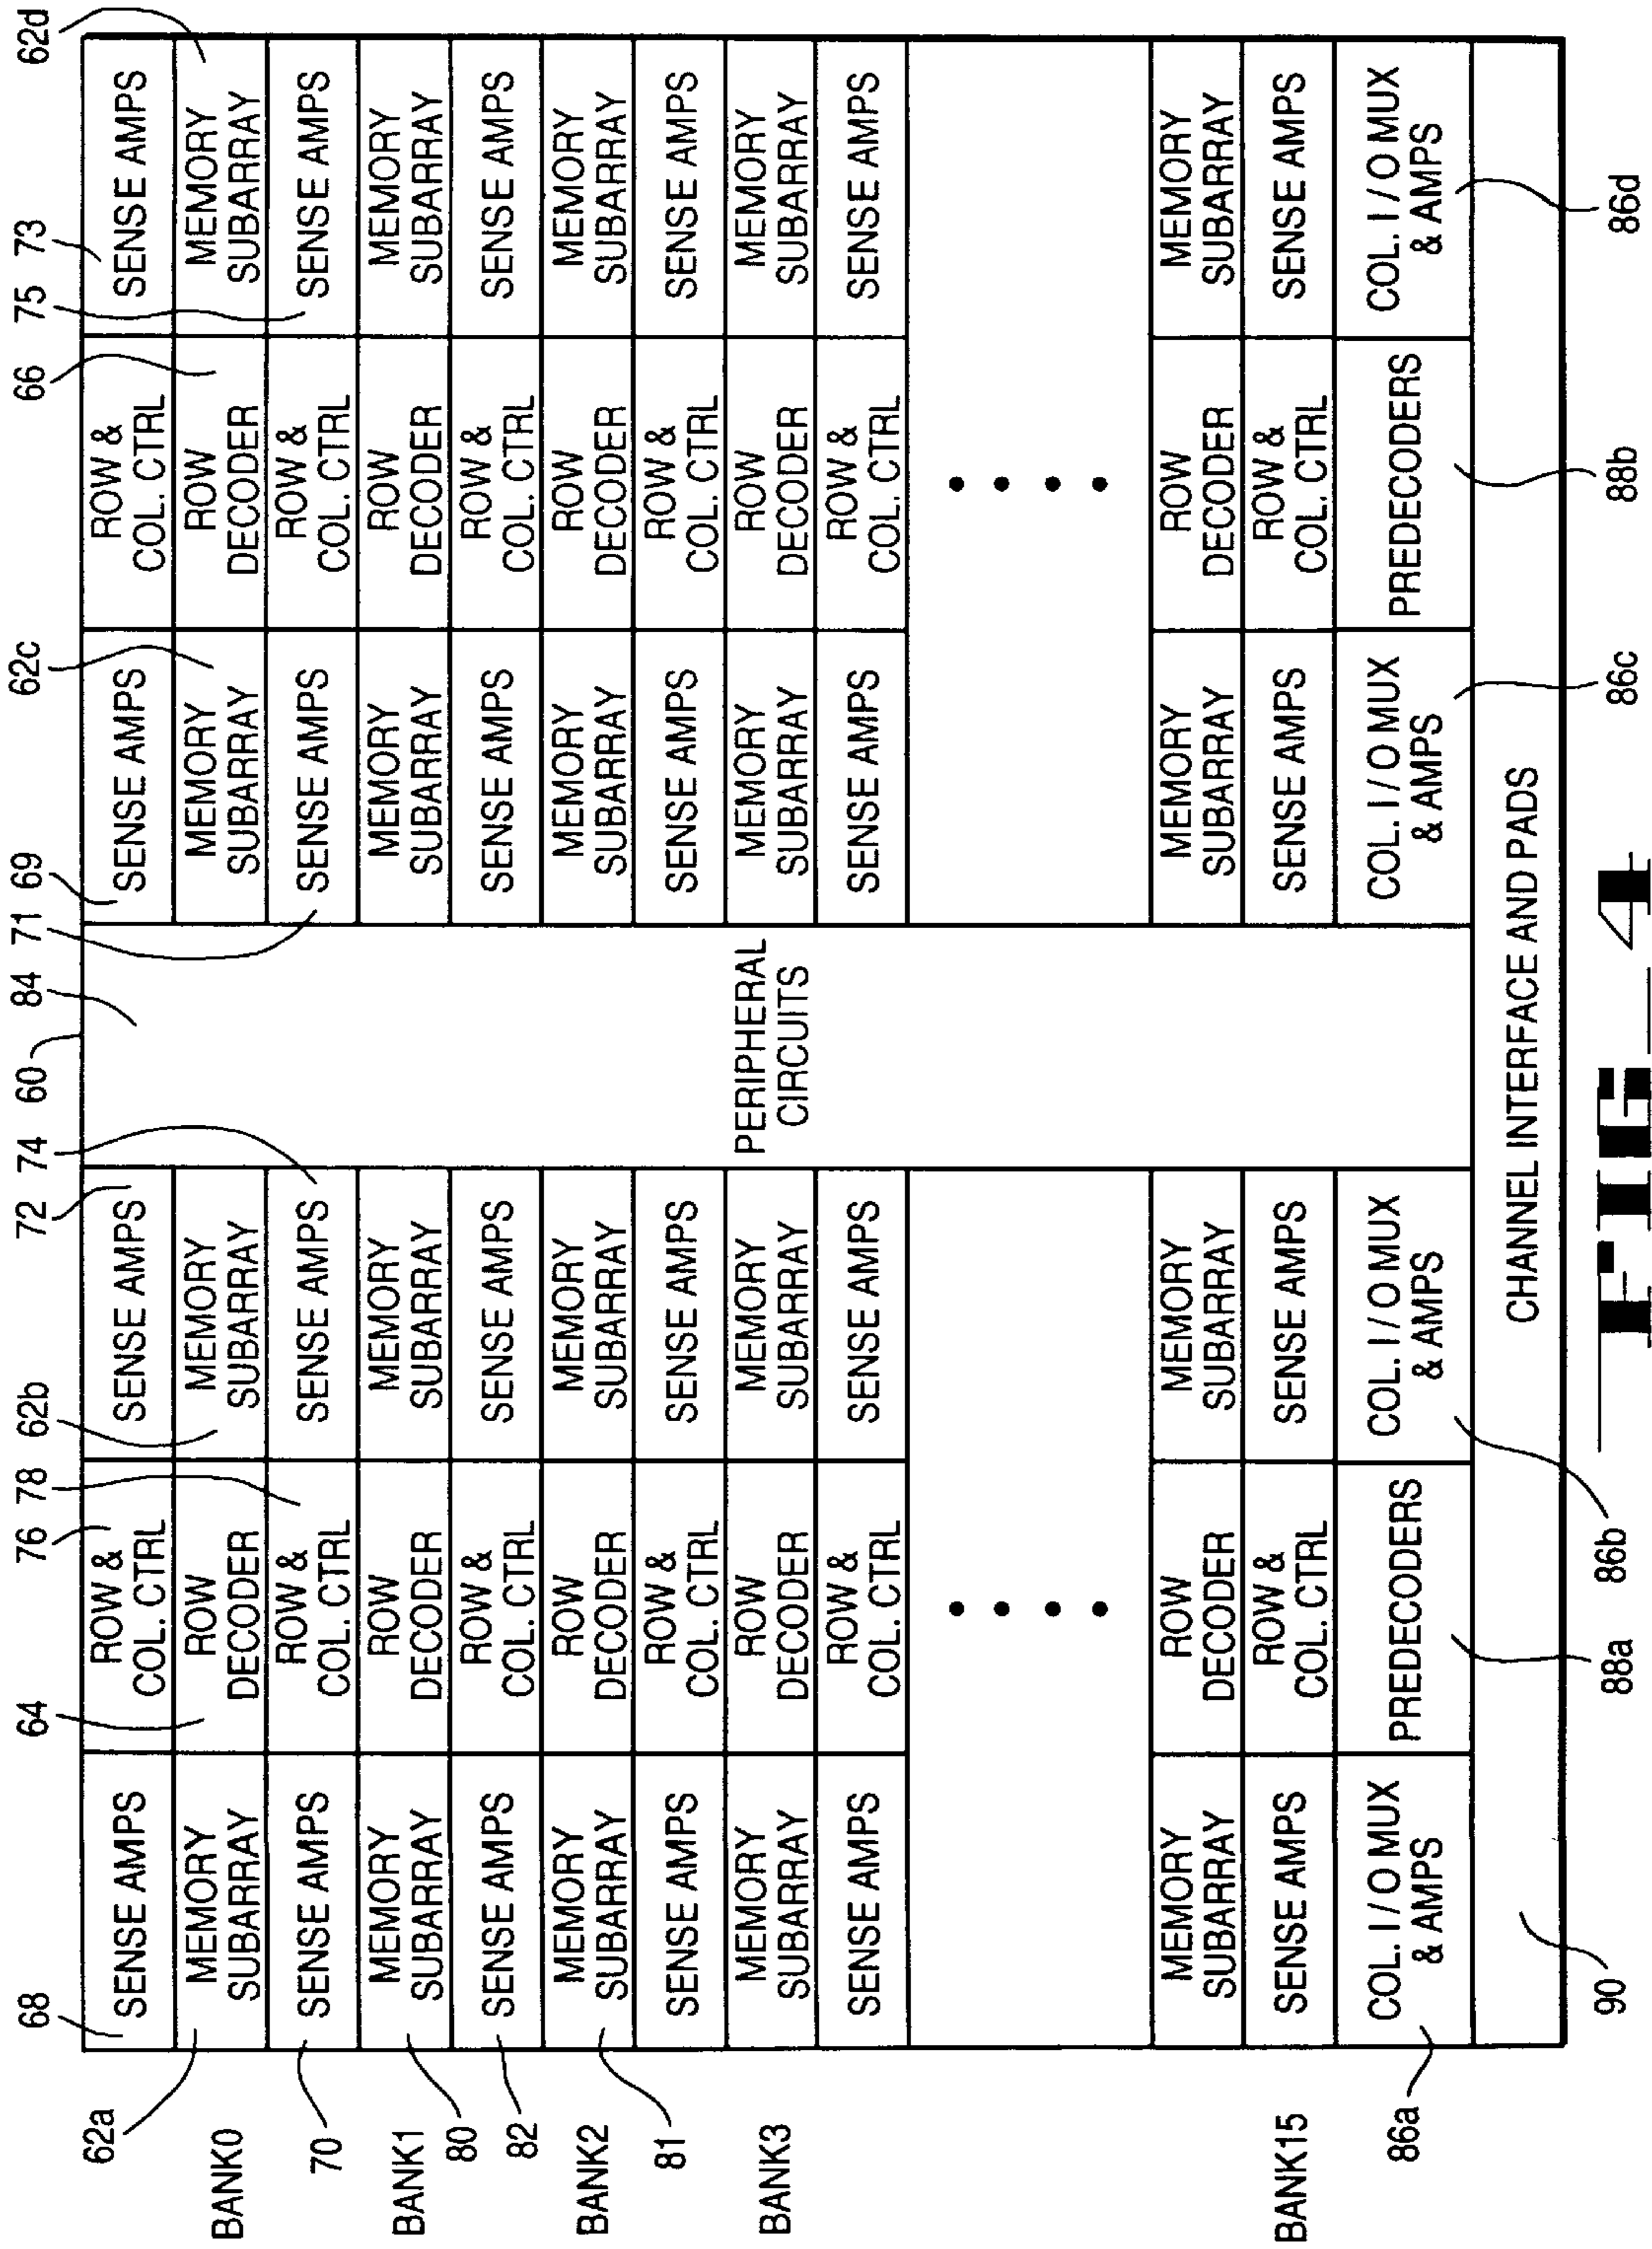 68 64 76 78 62b 72 74 60 84 71 69 62c 66 75 73 62d
62a
SENSE AMPS
ROW &
COL. CTRL
SENSE AMPS
SENSE AMPS
ROW &
COL. CTRL
SENSE AMPS
BANK0
MEMORY
SUBARRAY
ROW
DECODER
MEMORY
SUBARRAY
MEMORY
SUBARRAY
ROW
DECODER
MEMORY
SUBARRAY
70
SENSE AMPS
ROW &
COL. CTRL
SENSE AMPS
SENSE AMPS
ROW &
COL. CTRL
SENSE AMPS
BANK1
MEMORY
SUBARRAY
ROW
DECODER
MEMORY
SUBARRAY
MEMORY
SUBARRAY
ROW
DECODER
MEMORY
SUBARRAY
80
82
SENSE AMPS
ROW &
COL. CTRL
SENSE AMPS
SENSE AMPS
ROW &
COL. CTRL
SENSE AMPS
BANK2
MEMORY
SUBARRAY
ROW
DECODER
MEMORY
SUBARRAY
MEMORY
SUBARRAY
ROW
DECODER
MEMORY
SUBARRAY
81
SENSE AMPS
ROW &
COL. CTRL
SENSE AMPS
SENSE AMPS
ROW &
COL. CTRL
SENSE AMPS
PERIPHERAL
CIRCUITS
BANK3
MEMORY
SUBARRAY
ROW
DECODER
MEMORY
SUBARRAY
MEMORY
SUBARRAY
ROW
DECODER
MEMORY
SUBARRAY
SENSE AMPS
ROW &
COL. CTRL
SENSE AMPS
SENSE AMPS
ROW &
COL. CTRL
SENSE AMPS
MEMORY
SUBARRAY
ROW
DECODER
MEMORY
SUBARRAY
MEMORY
SUBARRAY
ROW
DECODER
MEMORY
SUBARRAY
BANK15
SENSE AMPS
ROW &
COL. CTRL
SENSE AMPS
SENSE AMPS
ROW &
COL. CTRL
SENSE AMPS
86a
COL. I / O MUX
& AMPS
PREDECODERS
COL. I / O MUX
& AMPS
COL. I / O MUX
& AMPS
PREDECODERS
COL. I / O MUX
& AMPS
CHANNEL INTERFACE AND PADS
90 88a 86b 86c 88b 86d
FIG_4